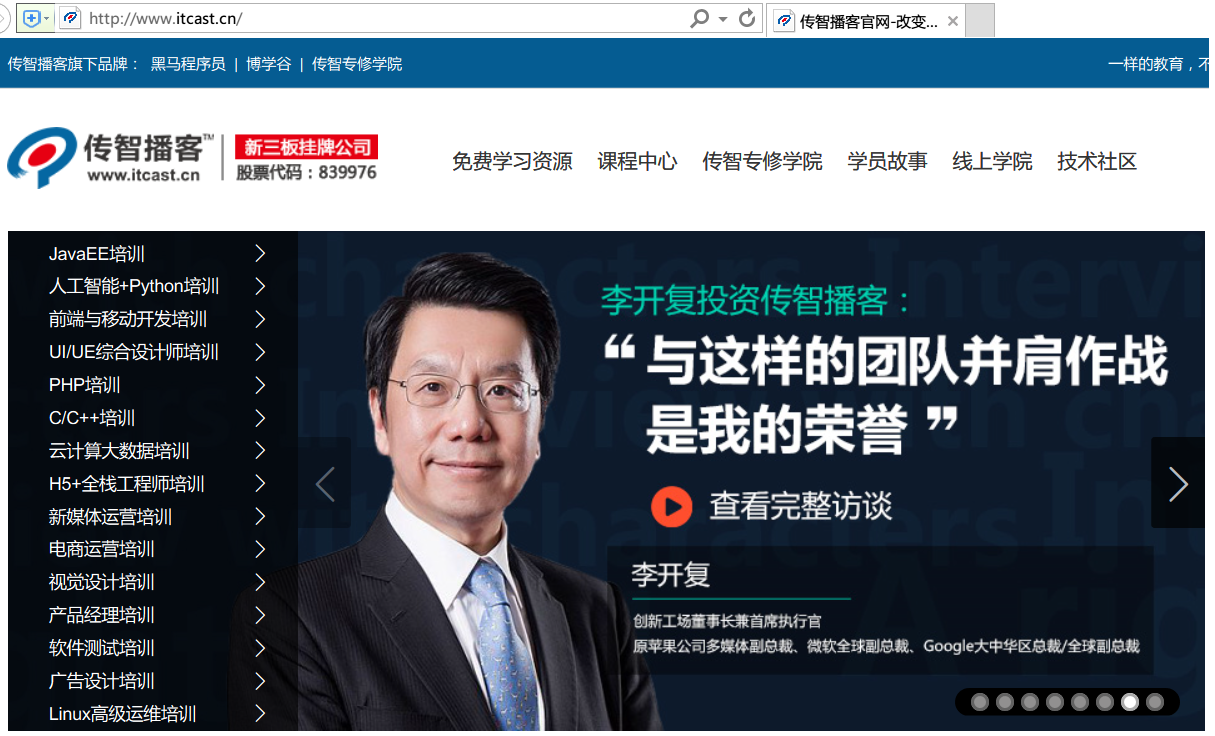 http://www.itcast.cn/
传智播客官网-改变...
传智播客旗下品牌： 黑马程序员 | 博学谷 | 传智专修学院
一样的教育，不
传智播客™
www.itcast.cn
新三板挂牌公司
股票代码：839976
免费学习资源 课程中心 传智专修学院 学员故事 线上学院 技术社区
JavaEE培训
人工智能+Python培训
前端与移动开发培训
UI/UE综合设计师培训
PHP培训
C/C++培训
云计算大数据培训
H5+全栈工程师培训
新媒体运营培训
电商运营培训
视觉设计培训
产品经理培训
软件测试培训
广告设计培训
Linux高级运维培训
李开复投资传智播客：
“与这样的团队并肩作战
是我的荣誉”
查看完整访谈
李开复
创新工场董事长兼首席执行官
原苹果公司多媒体副总裁、微软全球副总裁、Google大中华区总裁/全球副总裁